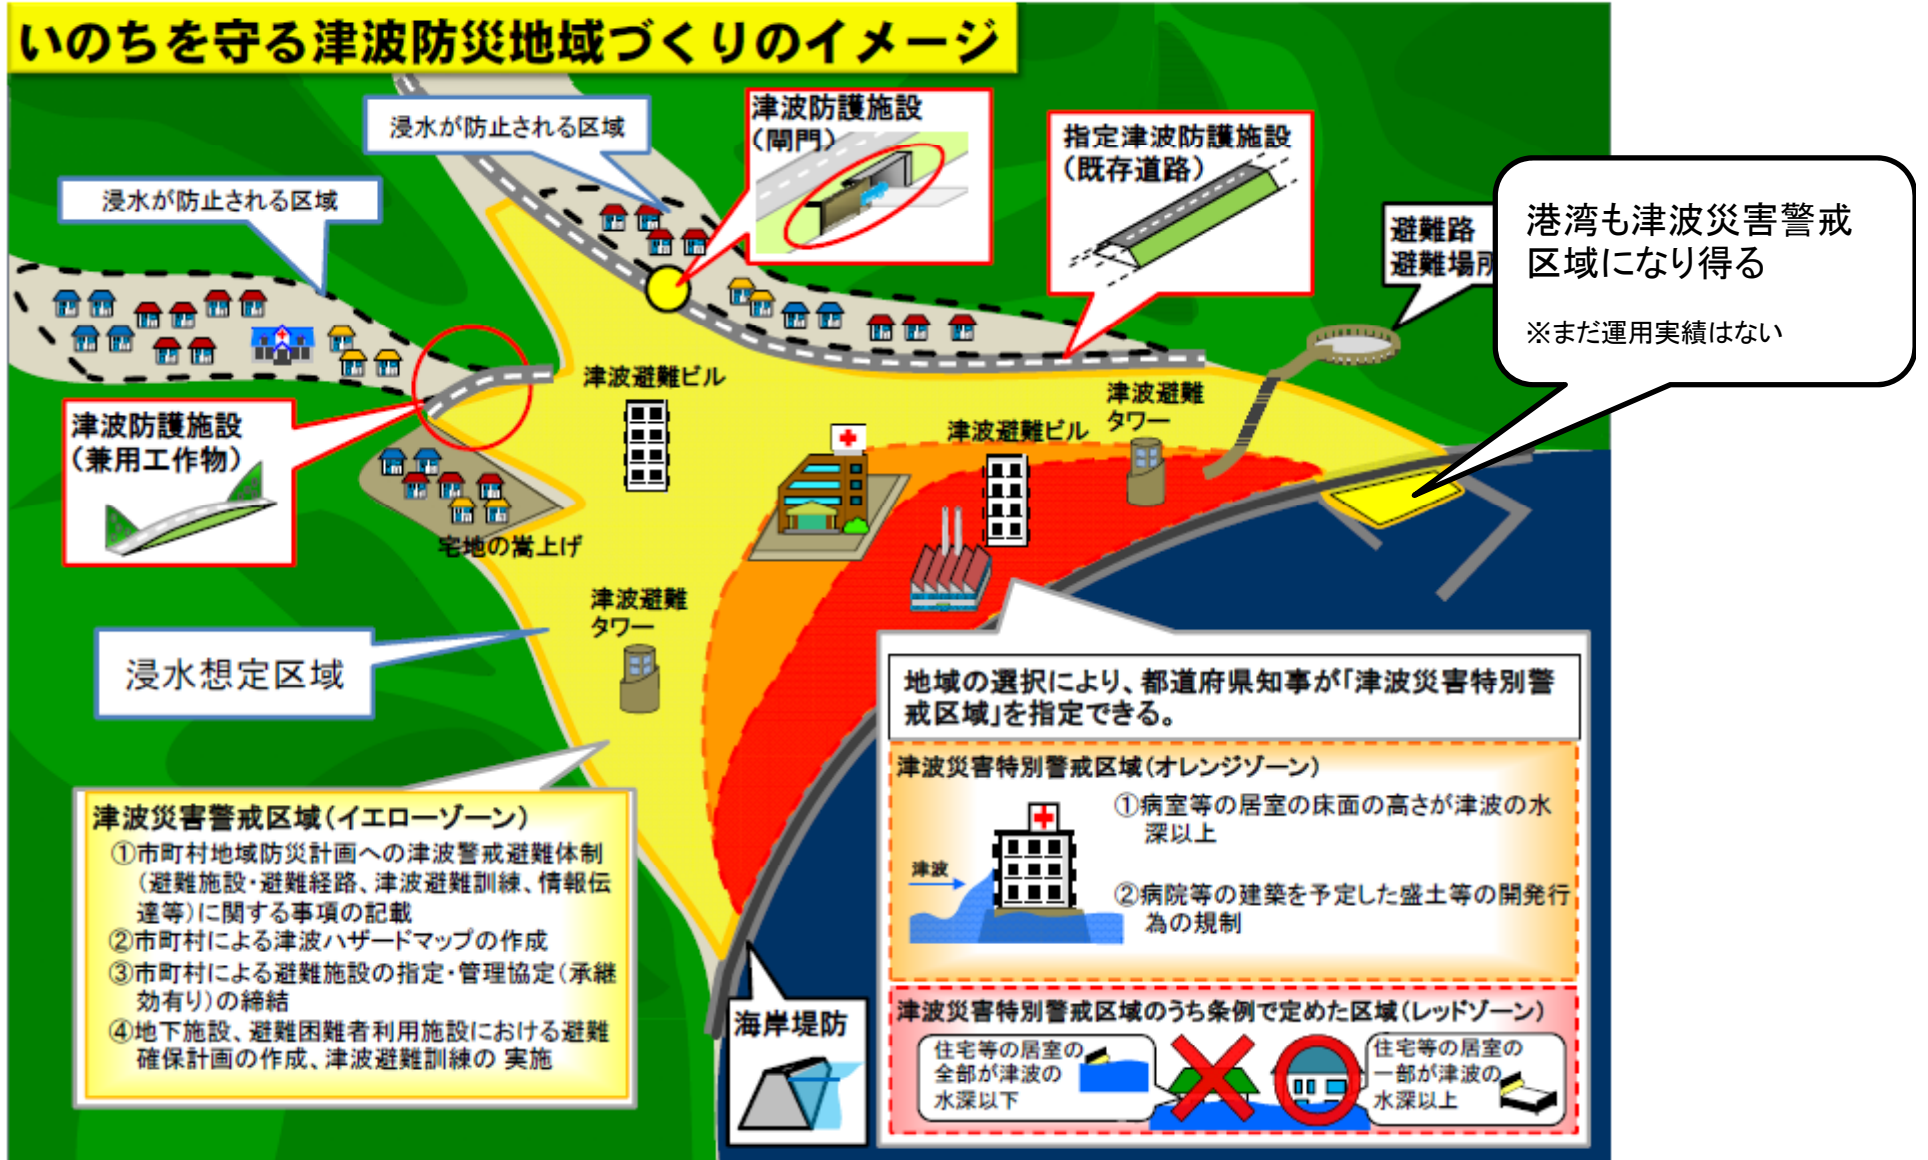 いのちを守る津波防災地域づくりのイメージ
浸水が防止される区域
浸水が防止される区域
津波防護施設
(閘門)
指定津波防護施設
(既存道路)
避難路
避難場所
港湾も津波災害警戒
区域になり得る
※まだ運用実績はない
津波防護施設
(兼用工作物)
津波避難ビル
津波避難ビル
津波避難
タワー
宅地の嵩上げ
津波避難
タワー
浸水想定区域
津波災害警戒区域(イエローゾーン)
①市町村地域防災計画への津波警戒避難体制
(避難施設・避難経路、津波避難訓練、情報伝
達等)に関する事項の記載
②市町村による津波ハザードマップの作成
③市町村による避難施設の指定・管理協定(承継
効有り)の締結
④地下施設、避難困難者利用施設における避難
確保計画の作成、津波避難訓練の 実施
海岸堤防
地域の選択により、都道府県知事が「津波災害特別警
戒区域」を指定できる。
津波災害特別警戒区域(オレンジゾーン)
①病室等の居室の床面の高さが津波の水
深以上
津波
②病院等の建築を予定した盛土等の開発行
為の規制
津波災害特別警戒区域のうち条例で定めた区域(レッドゾーン)
住宅等の居室の
全部が津波の
水深以下
住宅等の居室の
一部が津波の
水深以上